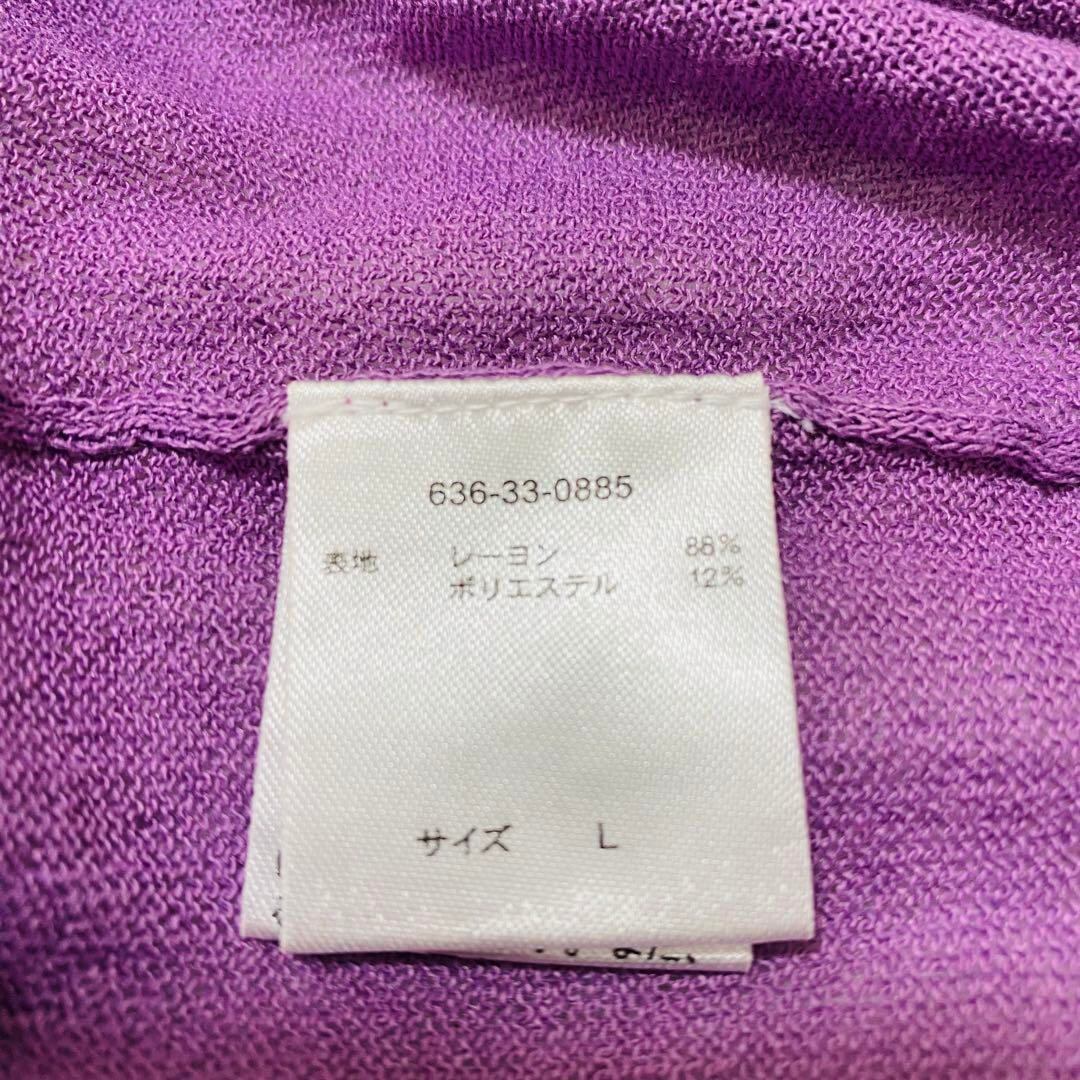 636-33-0885
表地 レーヨン 88%
ポリエステル 12%
サイズ L